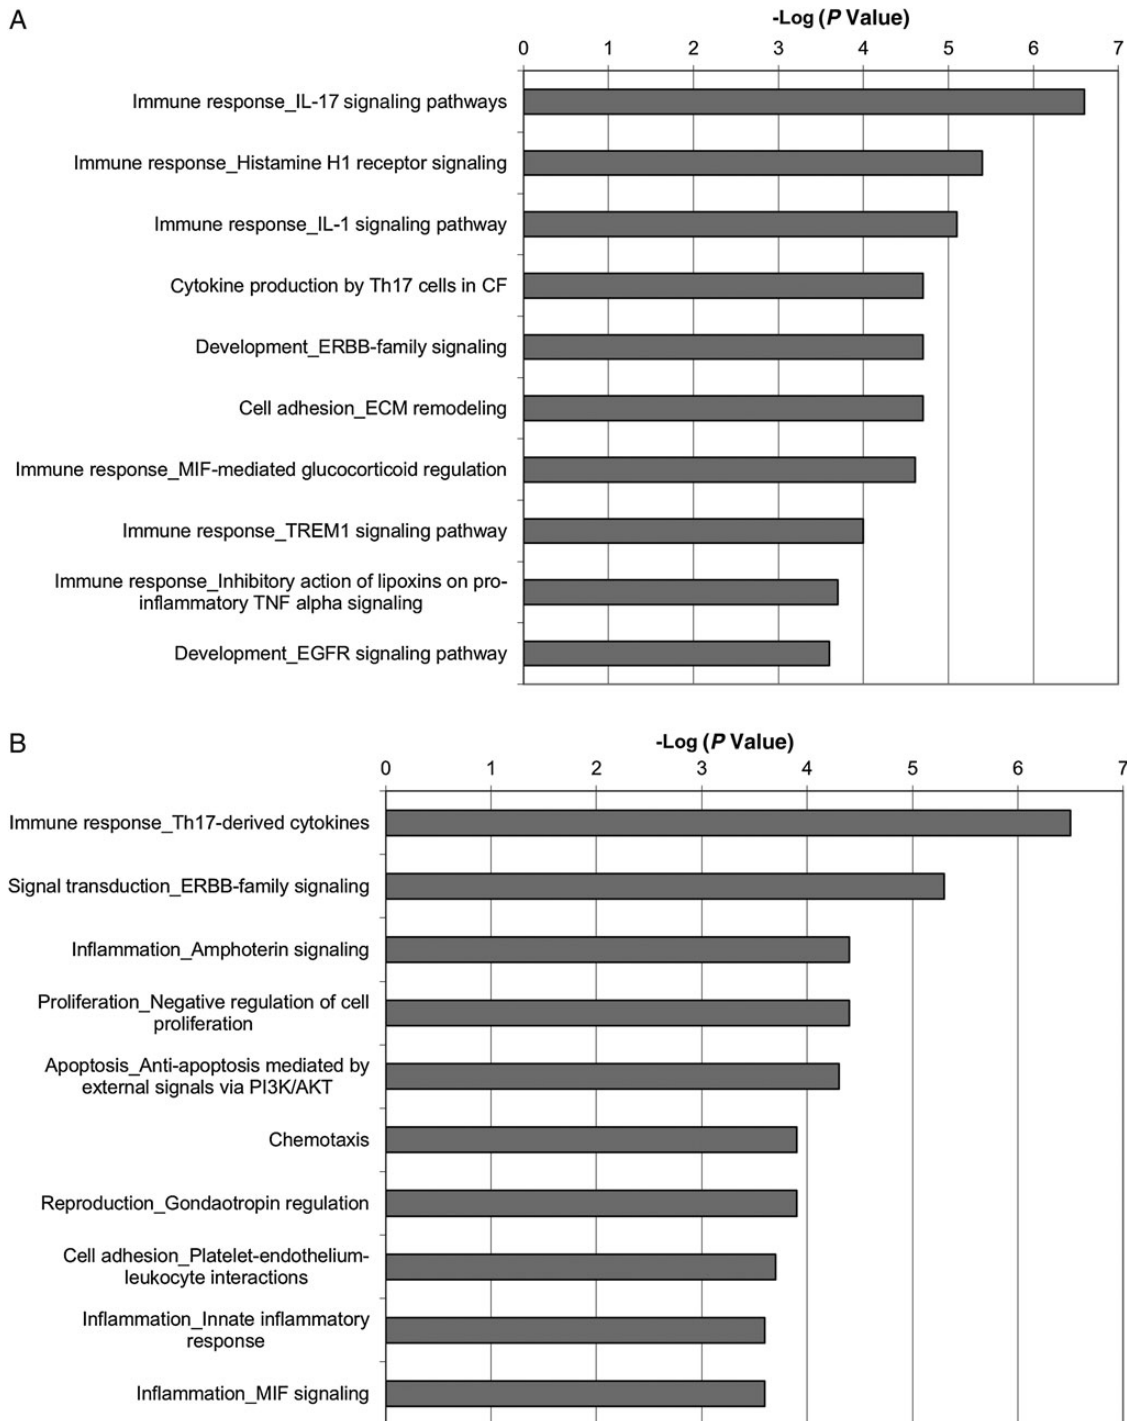 A
-Log (P Value)
0 1 2 3 4 5 6 7
Immune response_IL-17 signaling pathways
Immune response_Histamine H1 receptor signaling
Immune response_IL-1 signaling pathway
Cytokine production by Th17 cells in CF
Development_ERBB-family signaling
Cell adhesion_ECM remodeling
Immune response_MIF-mediated glucocorticoid regulation
Immune response_TREM1 signaling pathway
Immune response_Inhibitory action of lipoxins on pro-
inflammatory TNF alpha signaling
Development_EGFR signaling pathway
B
-Log (P Value)
0 1 2 3 4 5 6 7
Immune response_Th17-derived cytokines
Signal transduction_ERBB-family signaling
Inflammation_Amphoterin signaling
Proliferation_Negative regulation of cell
proliferation
Apoptosis_Anti-apoptosis mediated by
external signals via PI3K/AKT
Chemotaxis
Reproduction_Gondaotropin regulation
Cell adhesion_Platelet-endothelium-
leukocyte interactions
Inflammation_Innate inflammatory
response
Inflammation_MIF signaling